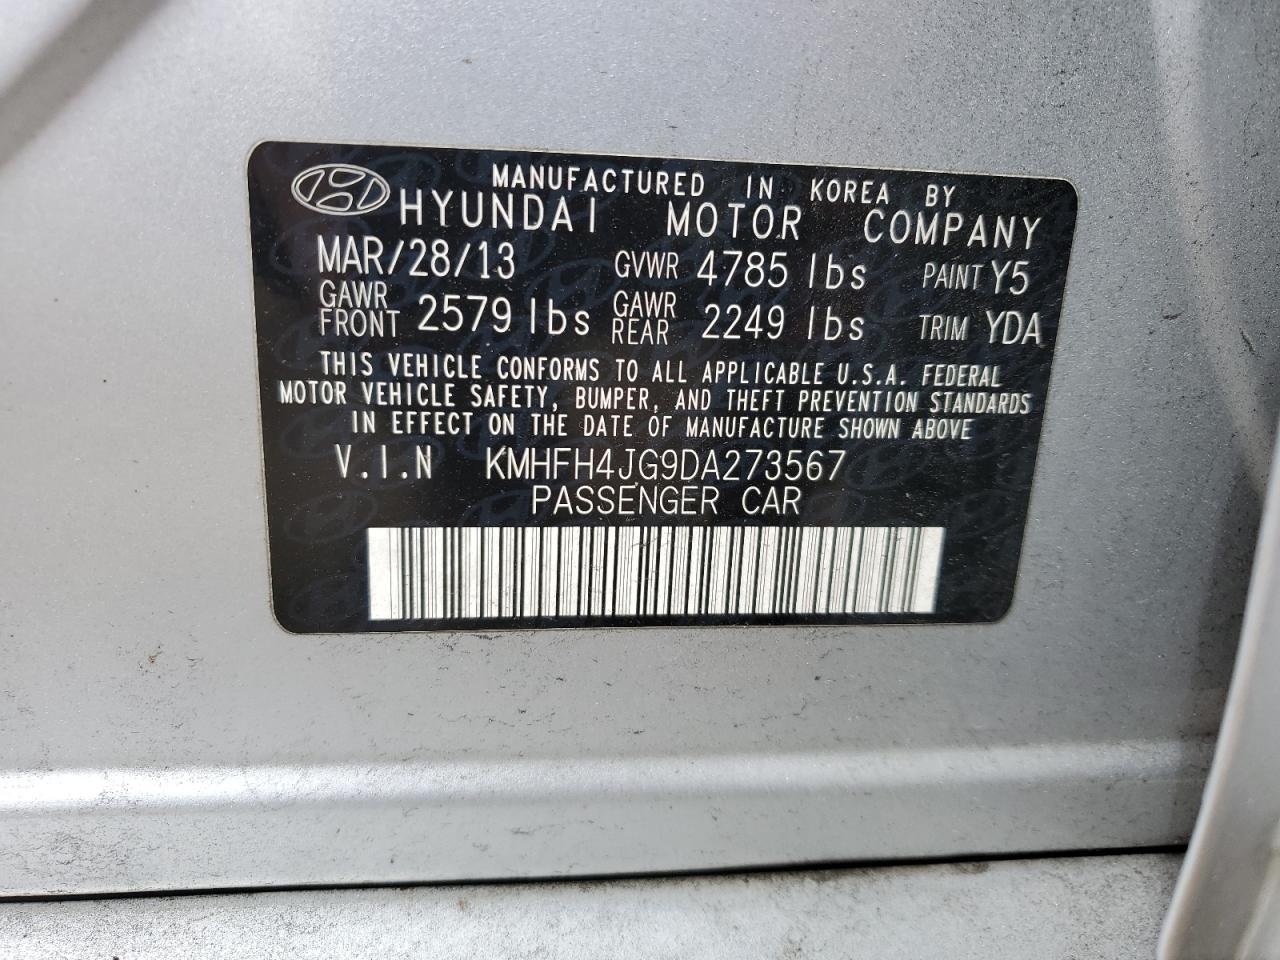 MANUFACTURED IN KOREA BY
HYUNDAI MOTOR COMPANY
MAR/28/13 GVWR 4785 lbs PAINT Y5
GAWR FRONT 2579 lbs GAWR REAR 2249 lbs TRIM YDA
THIS VEHICLE CONFORMS TO ALL APPLICABLE U.S.A. FEDERAL
MOTOR VEHICLE SAFETY, BUMPER, AND THEFT PREVENTION STANDARDS
IN EFFECT ON THE DATE OF MANUFACTURE SHOWN ABOVE
V.I.N KMHFH4JG9DA273567
PASSENGER CAR